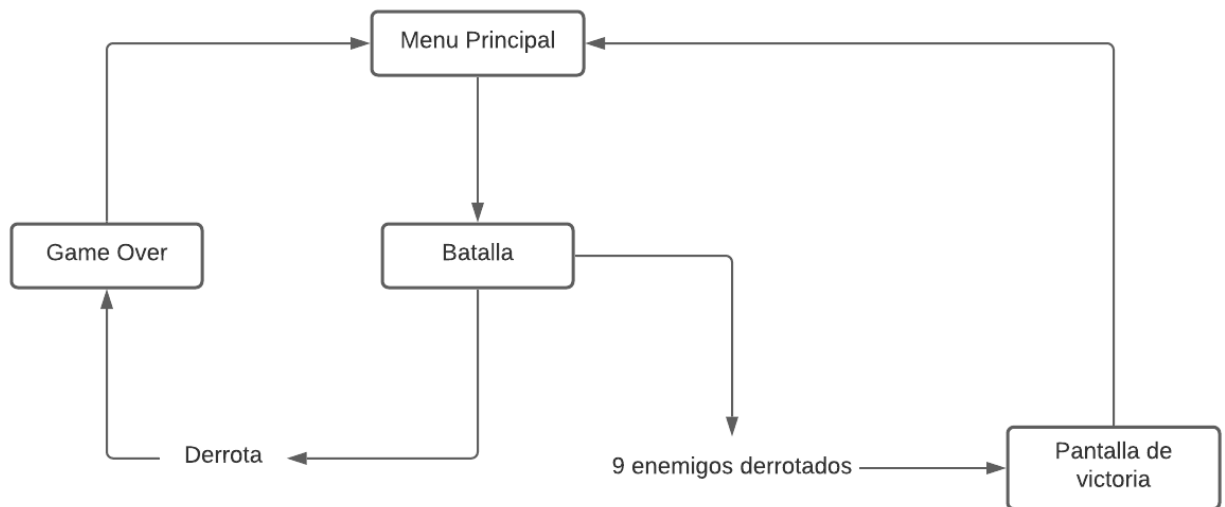 Menu Principal
Game Over
Batalla
Derrota
9 enemigos derrotados
Pantalla de
victoria